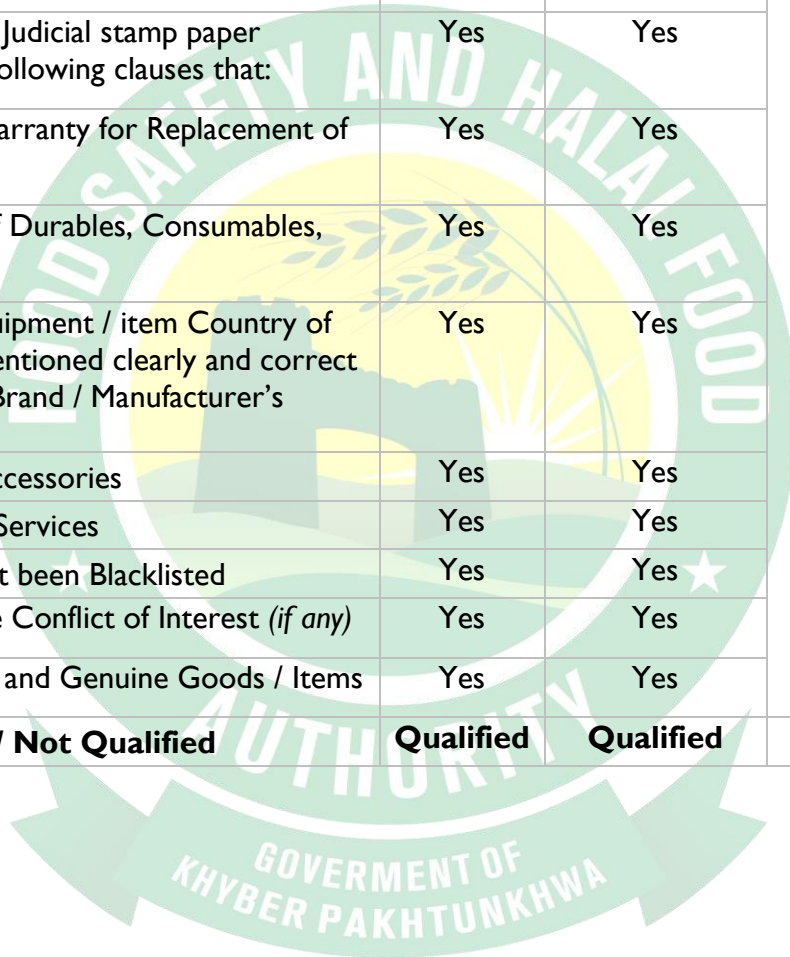 Judicial stamp paper Yes Yes
ollowing clauses that:
arranty for Replacement of Yes Yes
f Durables, Consumables, Yes Yes
uipment / item Country of Yes Yes
entioned clearly and correct
Brand / Manufacturer's
ccessories Yes Yes
Services Yes Yes
t been Blacklisted Yes Yes
e Conflict of Interest (if any) Yes Yes
and Genuine Goods / Items Yes Yes
/ Not Qualified Qualified Qualified
FOOD SAFETY AND HALAL FOOD
AUTHORITY
GOVERMENT OF
KHYBER PAKHTUNKHWA